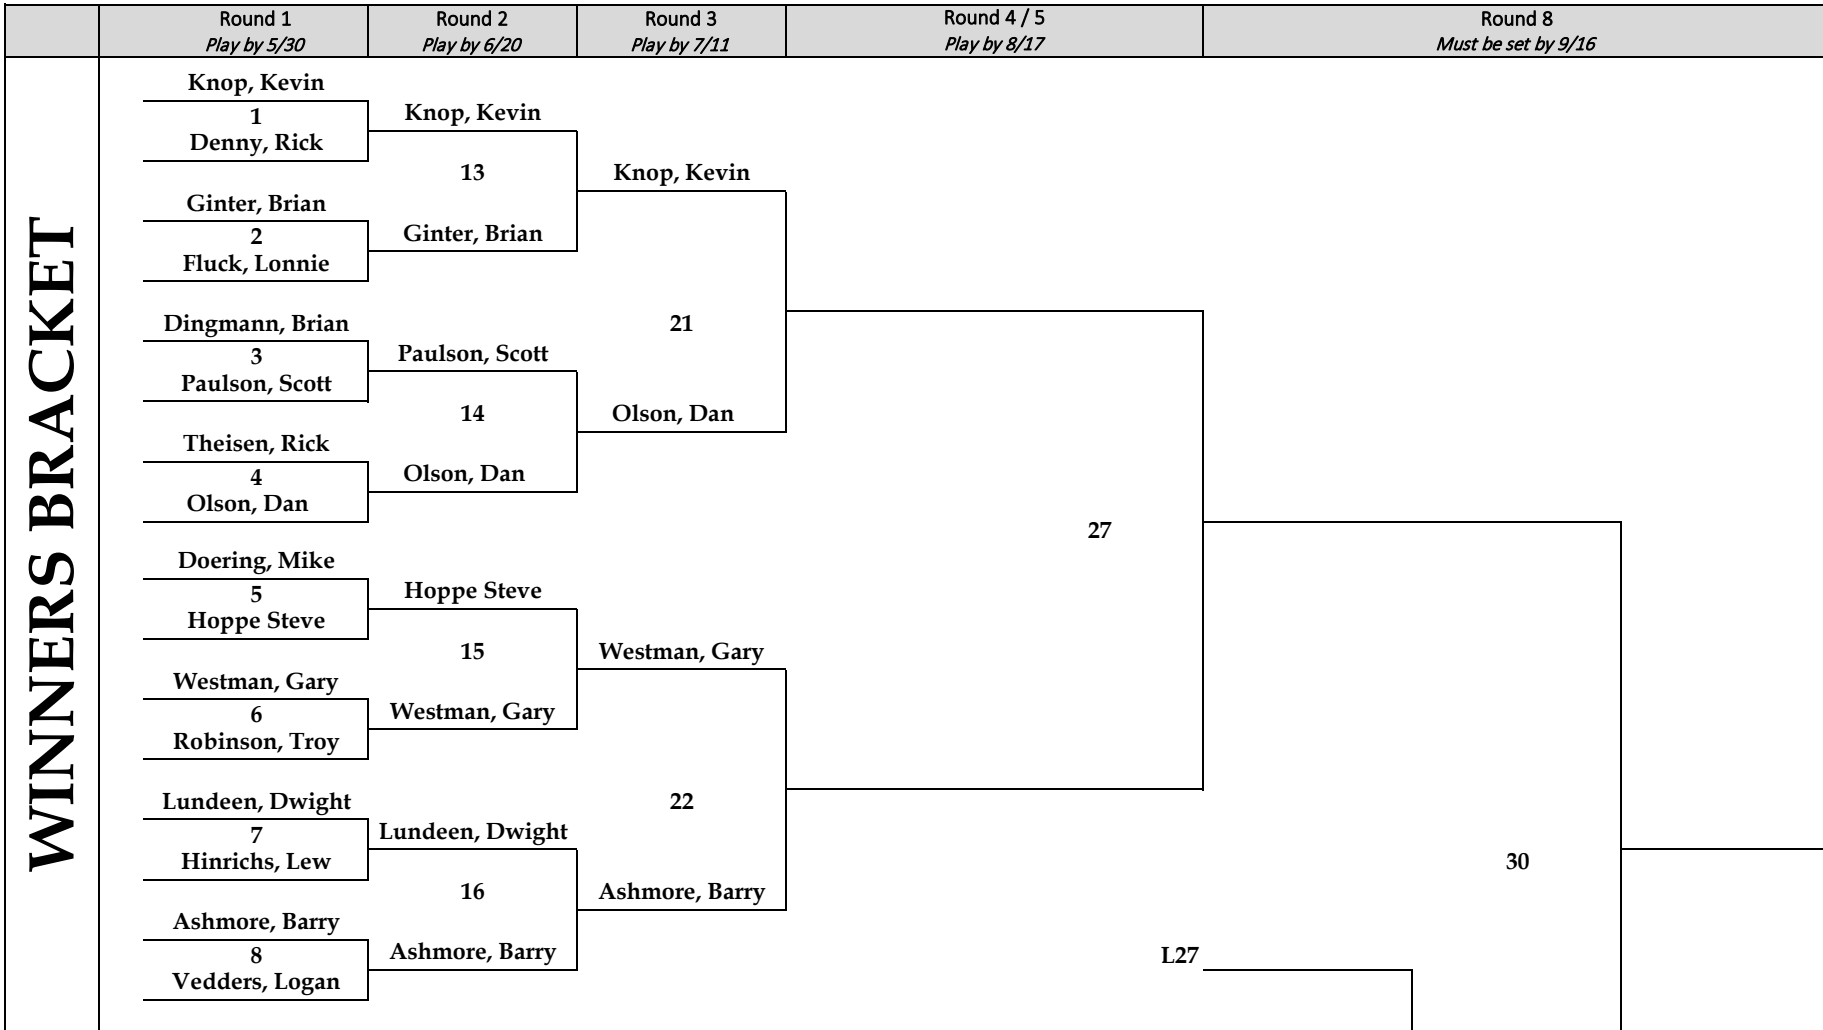 Round 1
Play by 5/30
Round 2
Play by 6/20
Round 3
Play by 7/11
Round 4 / 5
Play by 8/17
Round 8
Must be set by 9/16
WINNERS BRACKET
Knop, Kevin
1
Denny, Rick
Ginter, Brian
2
Fluck, Lonnie
Dingmann, Brian
3
Paulson, Scott
Theisen, Rick
4
Olson, Dan
Doering, Mike
5
Hoppe Steve
Westman, Gary
6
Robinson, Troy
Lundeen, Dwight
7
Hinrichs, Lew
Ashmore, Barry
8
Vedders, Logan
Knop, Kevin
13
Ginter, Brian
Paulson, Scott
14
Olson, Dan
Hoppe Steve
15
Westman, Gary
Lundeen, Dwight
16
Ashmore, Barry
Knop, Kevin
21
Olson, Dan
Westman, Gary
22
Ashmore, Barry
27
L27
30